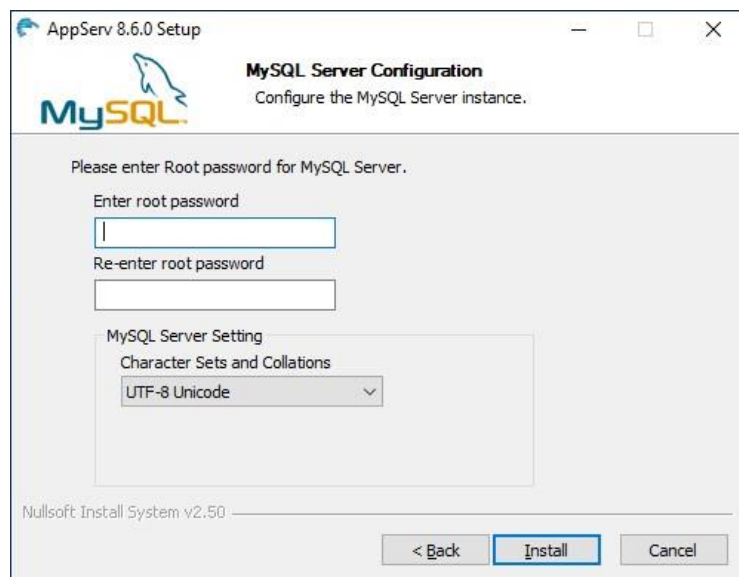 AppServ 8.6.0 Setup
MySQL
MySQL Server Configuration
Configure the MySQL Server instance.
Please enter Root password for MySQL Server.
Enter root password
Re-enter root password
MySQL Server Setting
Character Sets and Collations
UTF-8 Unicode
Nullsoft Install System v2.50
< Back
Install
Cancel